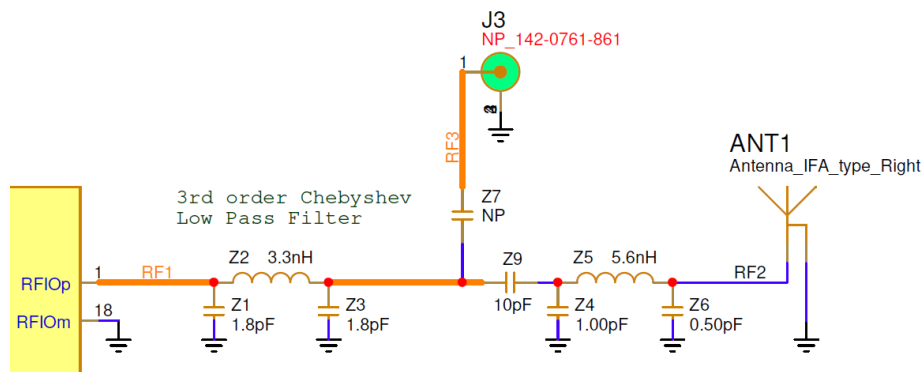 J3
NP_142-0761-861
1
RF3
ANT1
Antenna_IFA_type_Right
3rd order Chebyshev
Low Pass Filter
Z7
NP
Z2 3.3nH
Z9
Z5 5.6nH
1
RF1
RF2
RFIOp
Z1
1.8pF
Z3
1.8pF
10pF
Z4
1.00pF
Z6
0.50pF
18
RFIOm